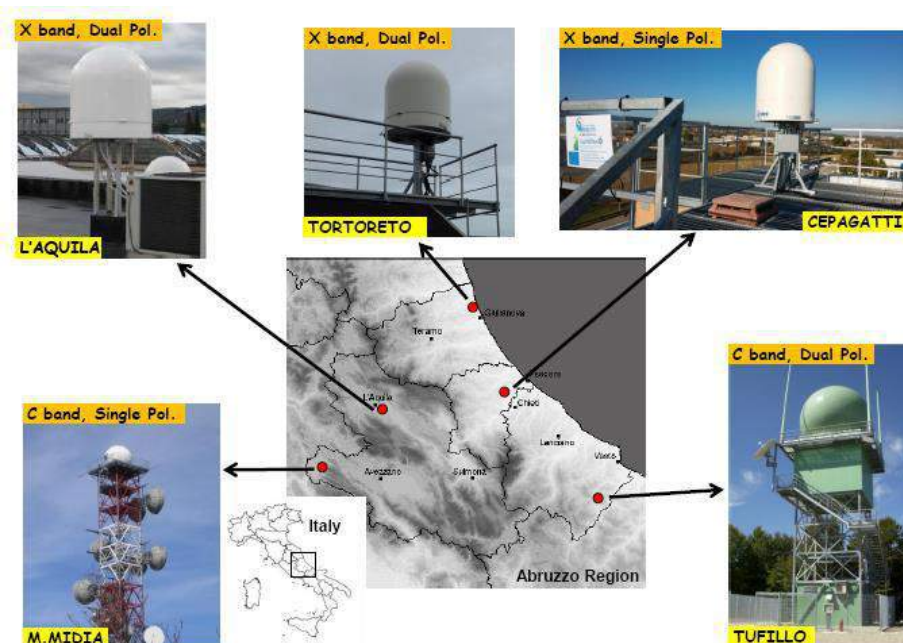 X band, Dual Pol.
X band, Dual Pol.
X band, Single Pol.
L'AQUILA
TORTORETO
CEPAGATTI
Giulianova
Teramo
C band, Dual Pol.
Pescara
L'Aquila
Chieti
C band, Single Pol.
Lanciano
Vasto
Avezzano
Sulmona
Italy
Abruzzo Region
M.MIDIA
TUFILLO